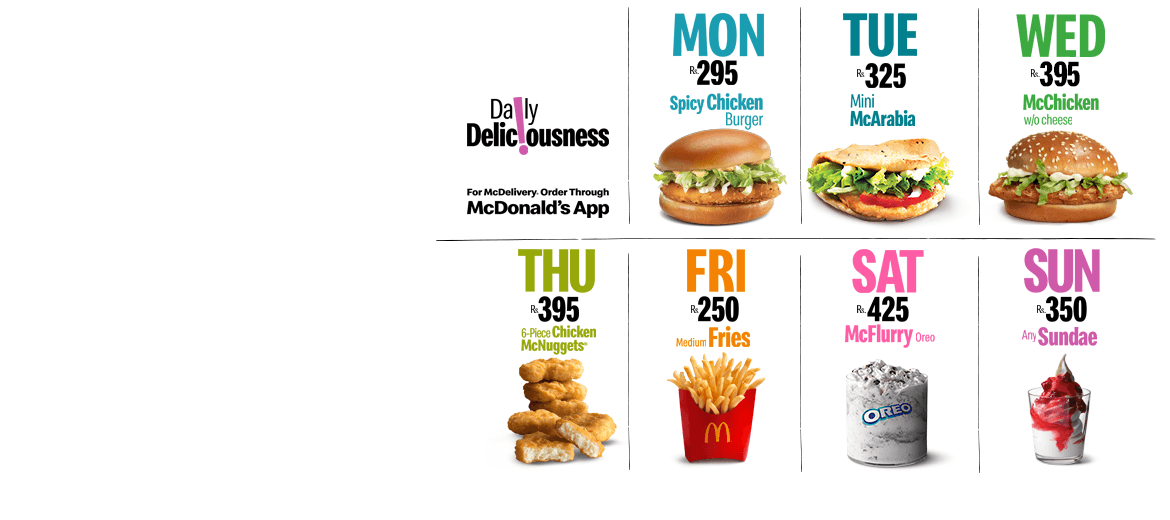 Daily
Deliciousness
For McDelivery. Order Through
McDonald's App
MON
Rs.295
Spicy Chicken
Burger
TUE
Rs.325
Mini
McArabia
WED
Rs.395
McChicken
w/o cheese
THU
Rs.395
6-Piece Chicken
McNuggets®
FRI
Rs.250
Medium Fries
SAT
Rs.425
McFlurry Oreo
OREO
SUN
Rs.350
Any Sundae